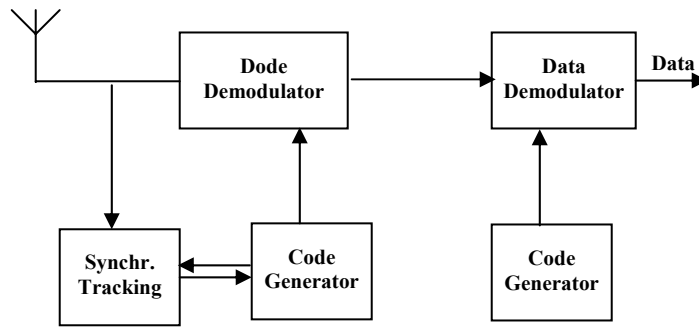 Dode
Demodulator
Data
Demodulator
Data
Synchr.
Tracking
Code
Generator
Code
Generator